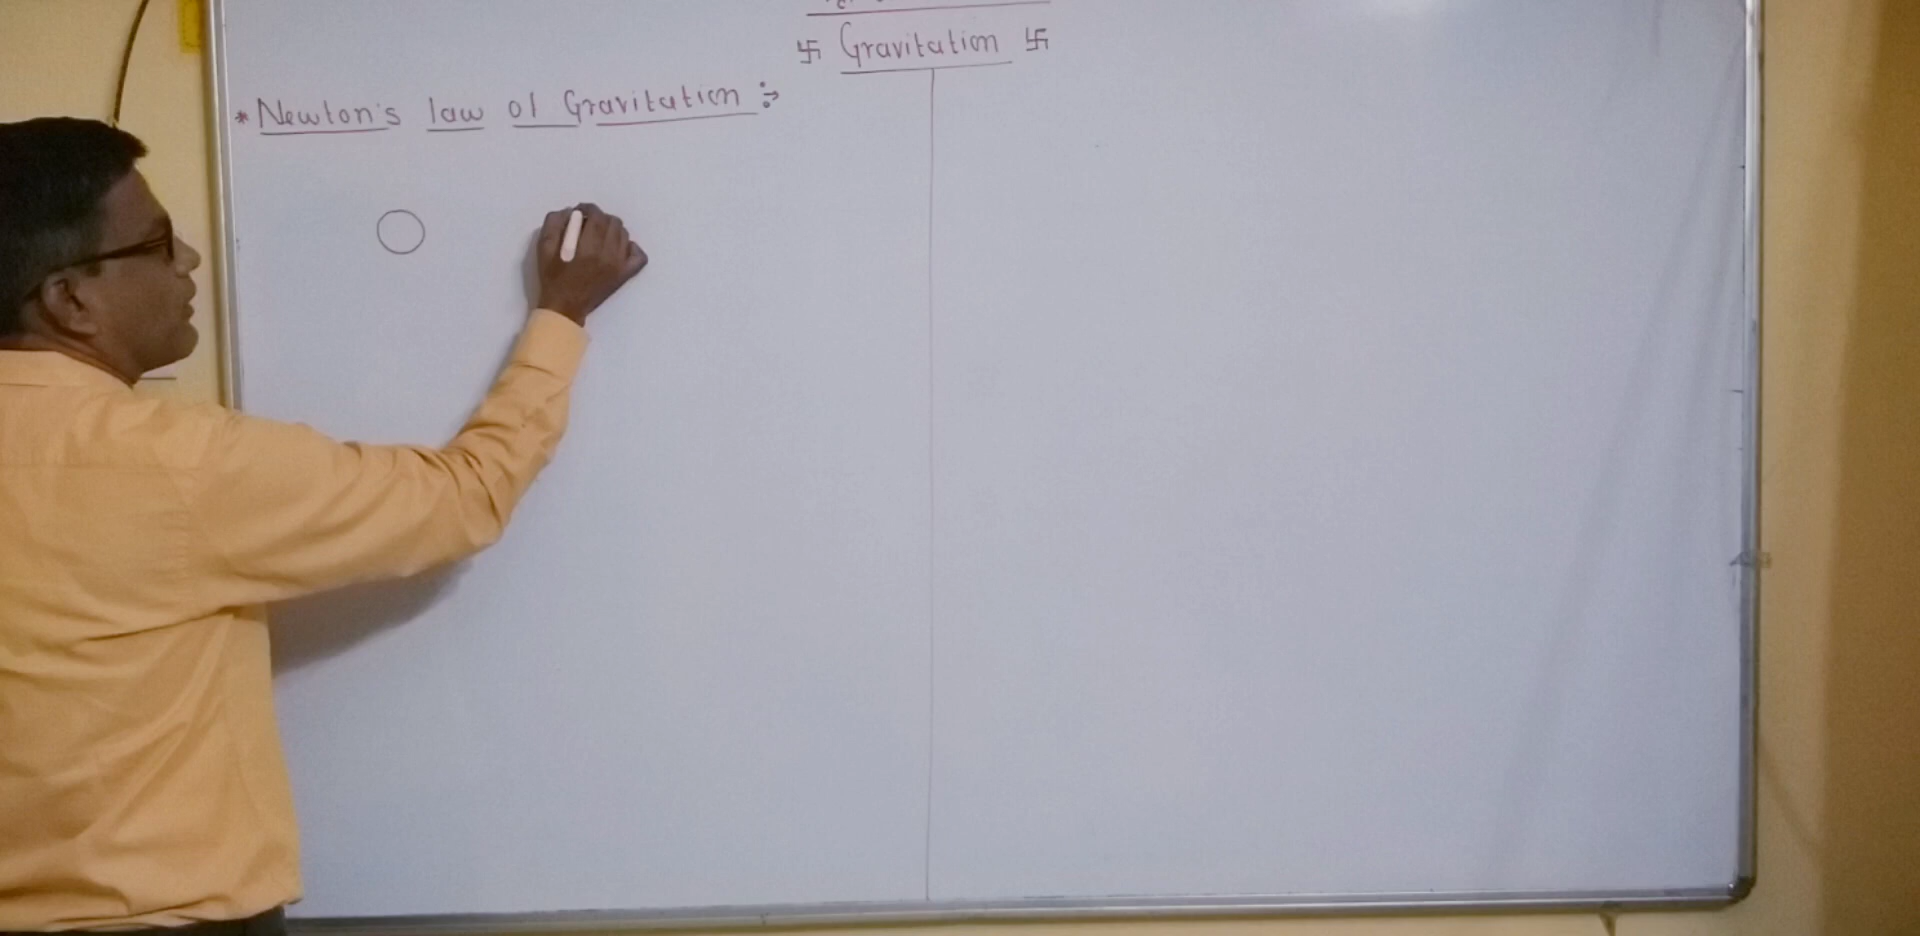 卐 Gravitation 卐
* Newton's law of Gravitation :→